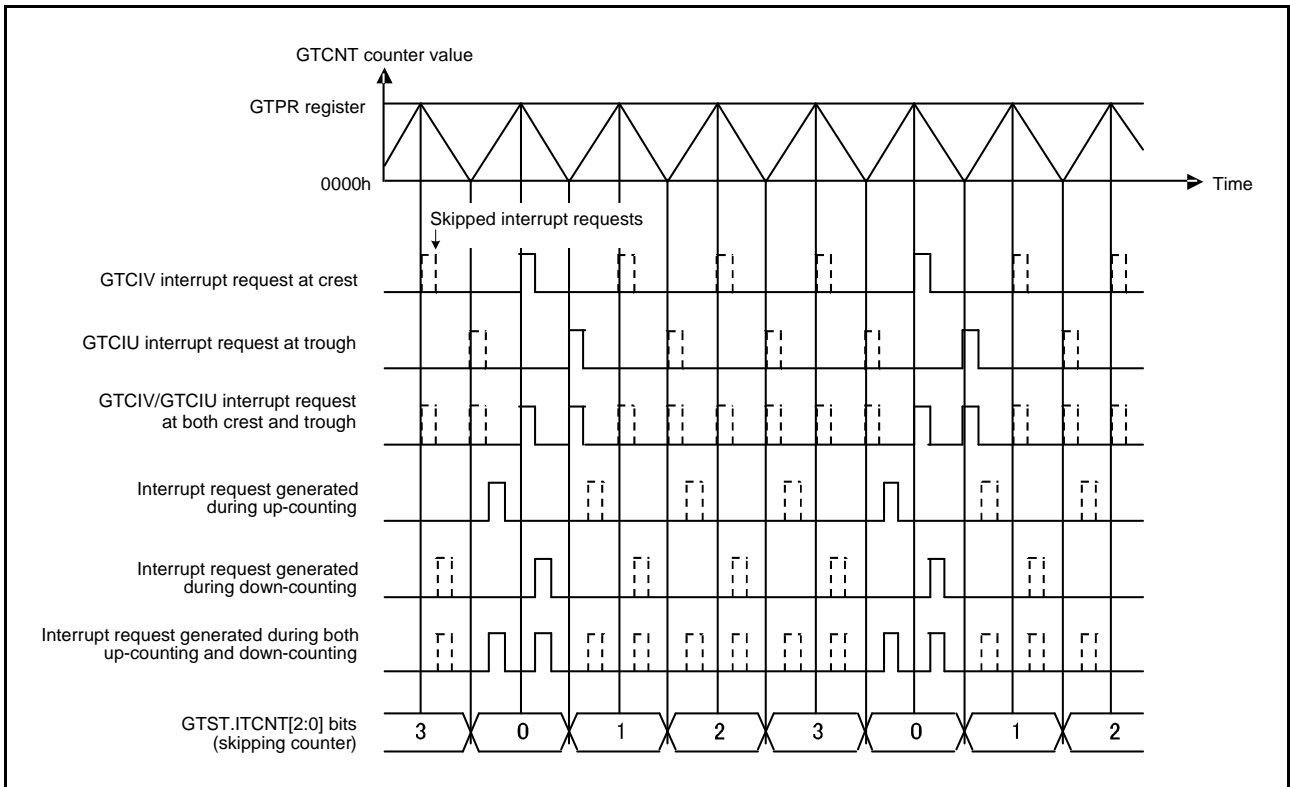 GTCNT counter value
GTPR register
0000h
Time
Skipped interrupt requests
GTCIV interrupt request at crest
GTCIU interrupt request at trough
GTCIV/GTCIU interrupt request
at both crest and trough
Interrupt request generated
during up-counting
Interrupt request generated
during down-counting
Interrupt request generated during both
up-counting and down-counting
GTST.ITCNT[2:0] bits
(skipping counter)
3 0 1 2 3 0 1 2